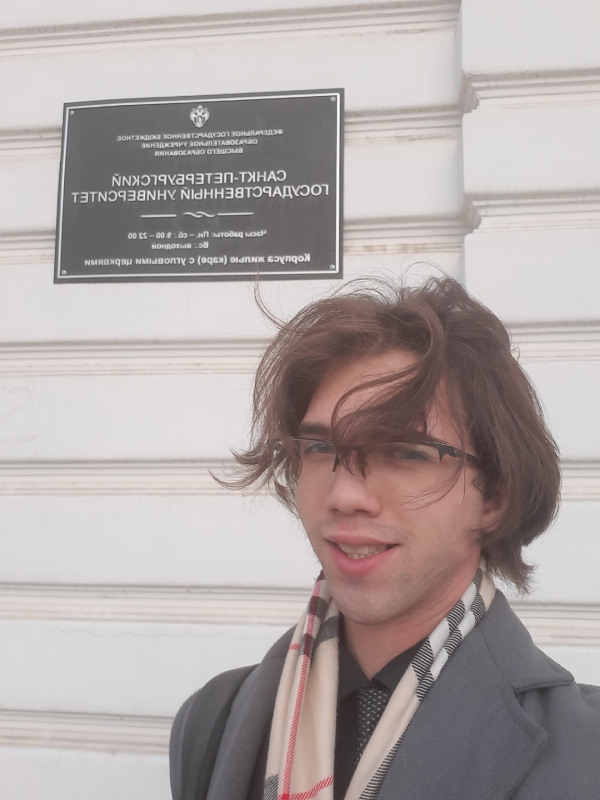 ФЕДЕРАЛЬНОЕ ГОСУДАРСТВЕННОЕ БЮДЖЕТНОЕ
ОБРАЗОВАТЕЛЬНОЕ УЧРЕЖДЕНИЕ
ВЫСШЕГО ОБРАЗОВАНИЯ
САНКТ-ПЕТЕРБУРГСКИЙ
ГОСУДАРСТВЕННЫЙ УНИВЕРСИТЕТ
Часы работы: Пн. – сб.: 9.00 – 22.00
Вс.: выходной
Корпуса жилые (каре) с угловыми церквями